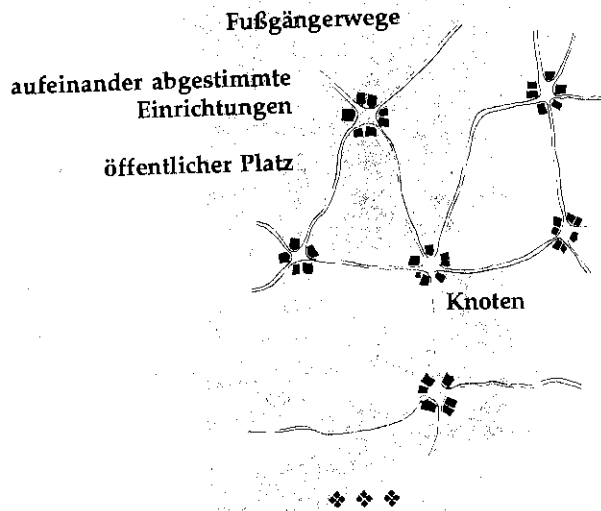 Fußgängerwege
aufeinander abgestimmte
Einrichtungen
öffentlicher Platz
Knoten